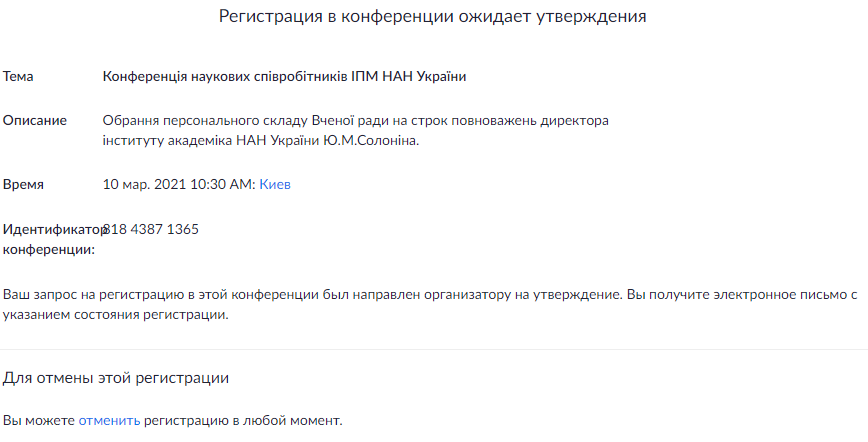 Регистрация в конференции ожидает утверждения
Тема Конференція наукових співробітників ІПМ НАН України
Описание Обрання персонального складу Вченої ради на строк повноважень директора
інституту академіка НАН України Ю.М.Солоніна.
Время 10 мар. 2021 10:30 AM: Киев
Идентификатор 818 4387 1365
конференции:
Ваш запрос на регистрацию в этой конференции был направлен организатору на утверждение. Вы получите электронное письмо с
указанием состояния регистрации.
Для отмены этой регистрации
Вы можете отменить регистрацию в любой момент.